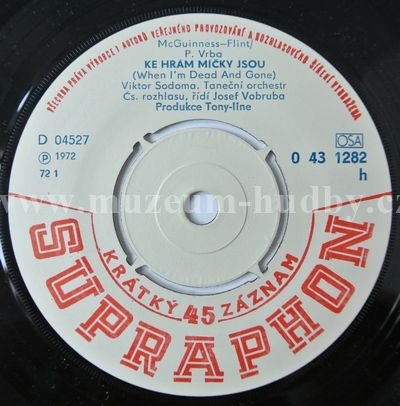 VŠECHNA PRÁVA VÝROBCE I AUTORŮ VEŘEJNÉHO PROVOZOVÁNÍ A ROZHLASOVÉHO ŠÍŘENÍ VYHRAZENA
McGuinness–Flint/
P. Vrba
KE HRÁM MÍČKY JSOU
(When I'm Dead And Gone)
Viktor Sodoma, Taneční orchestr
Čs. rozhlasu, řídí Josef Vobruba
Produkce Tony-line
D 04527
OSA
Ⓟ 1972
0 43 1282
72 1
h
www.muzeum-hudby.cz
KRÁTKÝ 45 ZÁZNAM
SUPRAPHON